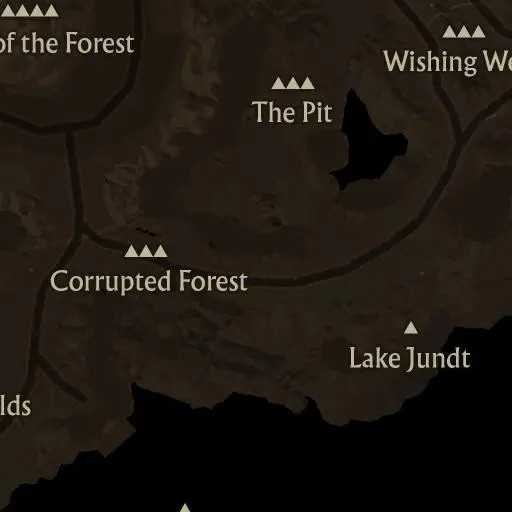 of the Forest
Wishing We
The Pit
Corrupted Forest
Lake Jundt
lds